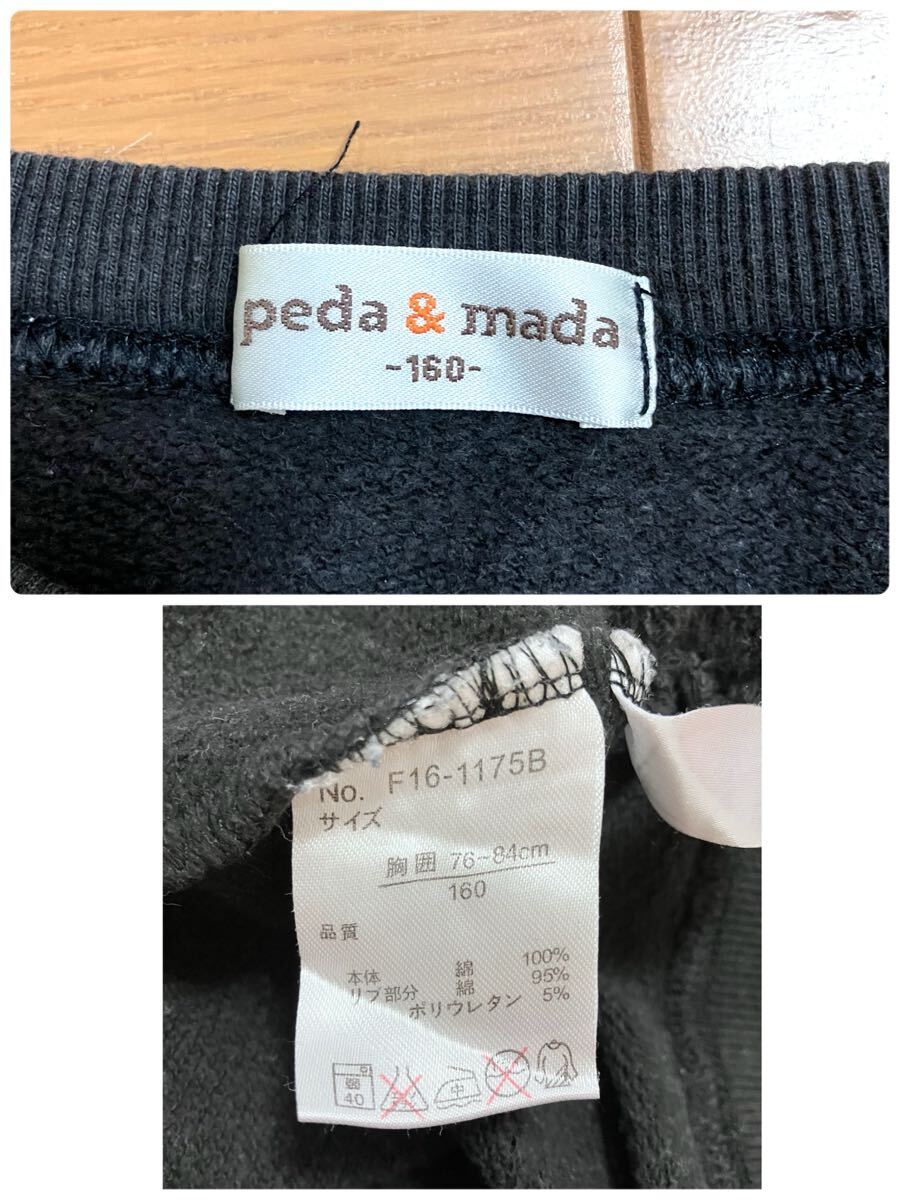 peda & mada
-160-
No. F16-1175B
サイズ
胸囲 76~84cm
160
品質
本体 綿 100%
リブ部分 綿 95%
ポリウレタン 5%
弱 40 中